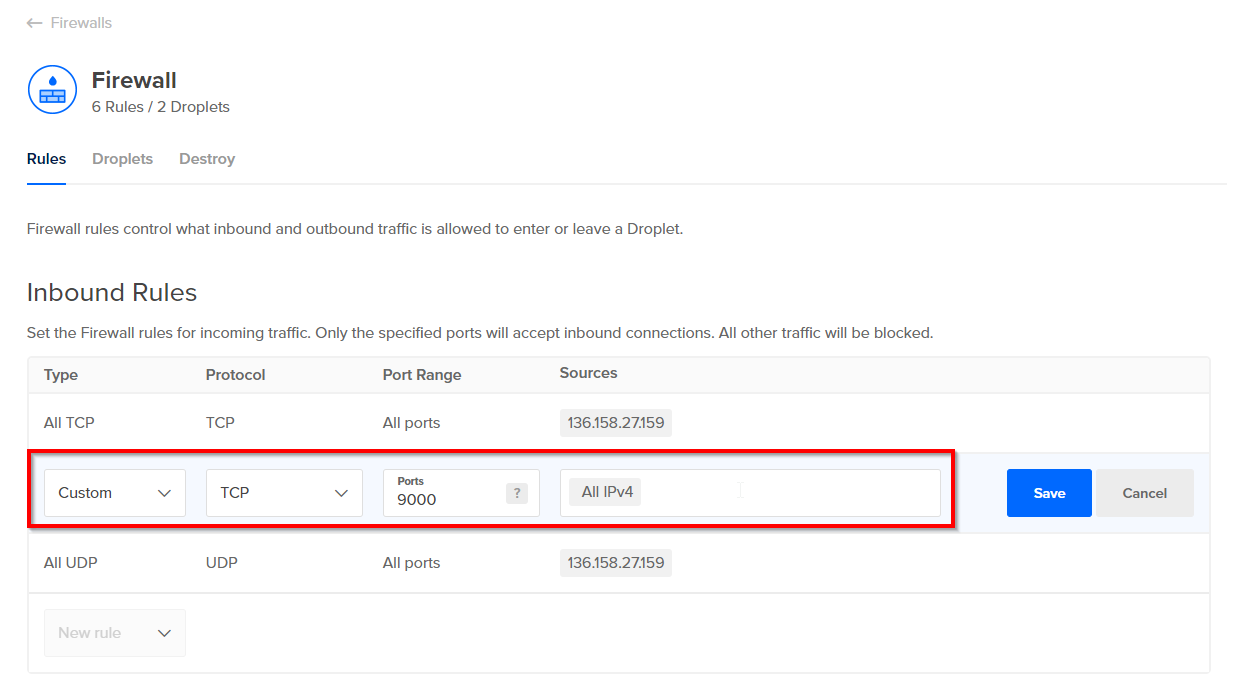 ← Firewalls
Firewall
6 Rules / 2 Droplets
Rules Droplets Destroy
Firewall rules control what inbound and outbound traffic is allowed to enter or leave a Droplet.
Inbound Rules
Set the Firewall rules for incoming traffic. Only the specified ports will accept inbound connections. All other traffic will be blocked.
Type Protocol Port Range Sources
All TCP TCP All ports 136.158.27.159
Custom TCP Ports 9000 ? All IPv4 Save Cancel
All UDP UDP All ports 136.158.27.159
New rule